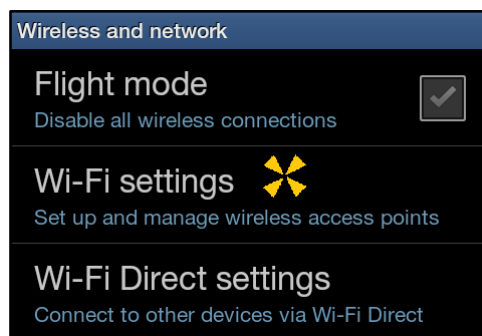 Wireless and network
Flight mode
Disable all wireless connections
Wi-Fi settings
Set up and manage wireless access points
Wi-Fi Direct settings
Connect to other devices via Wi-Fi Direct